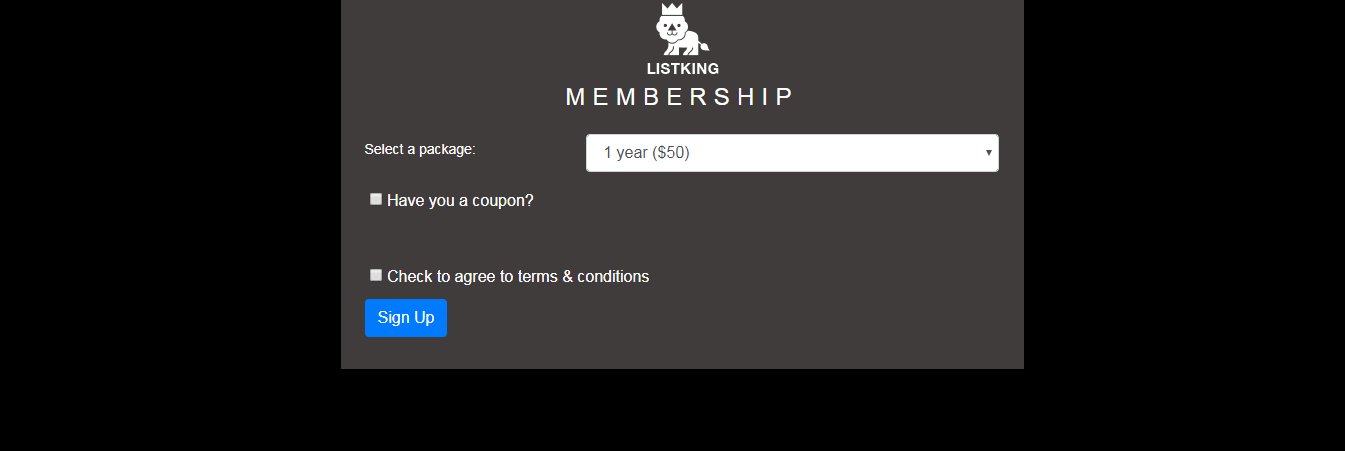 LISTKING
MEMBERSHIP
Select a package:
1 year ($50)
Have you a coupon?
Check to agree to terms & conditions
Sign Up